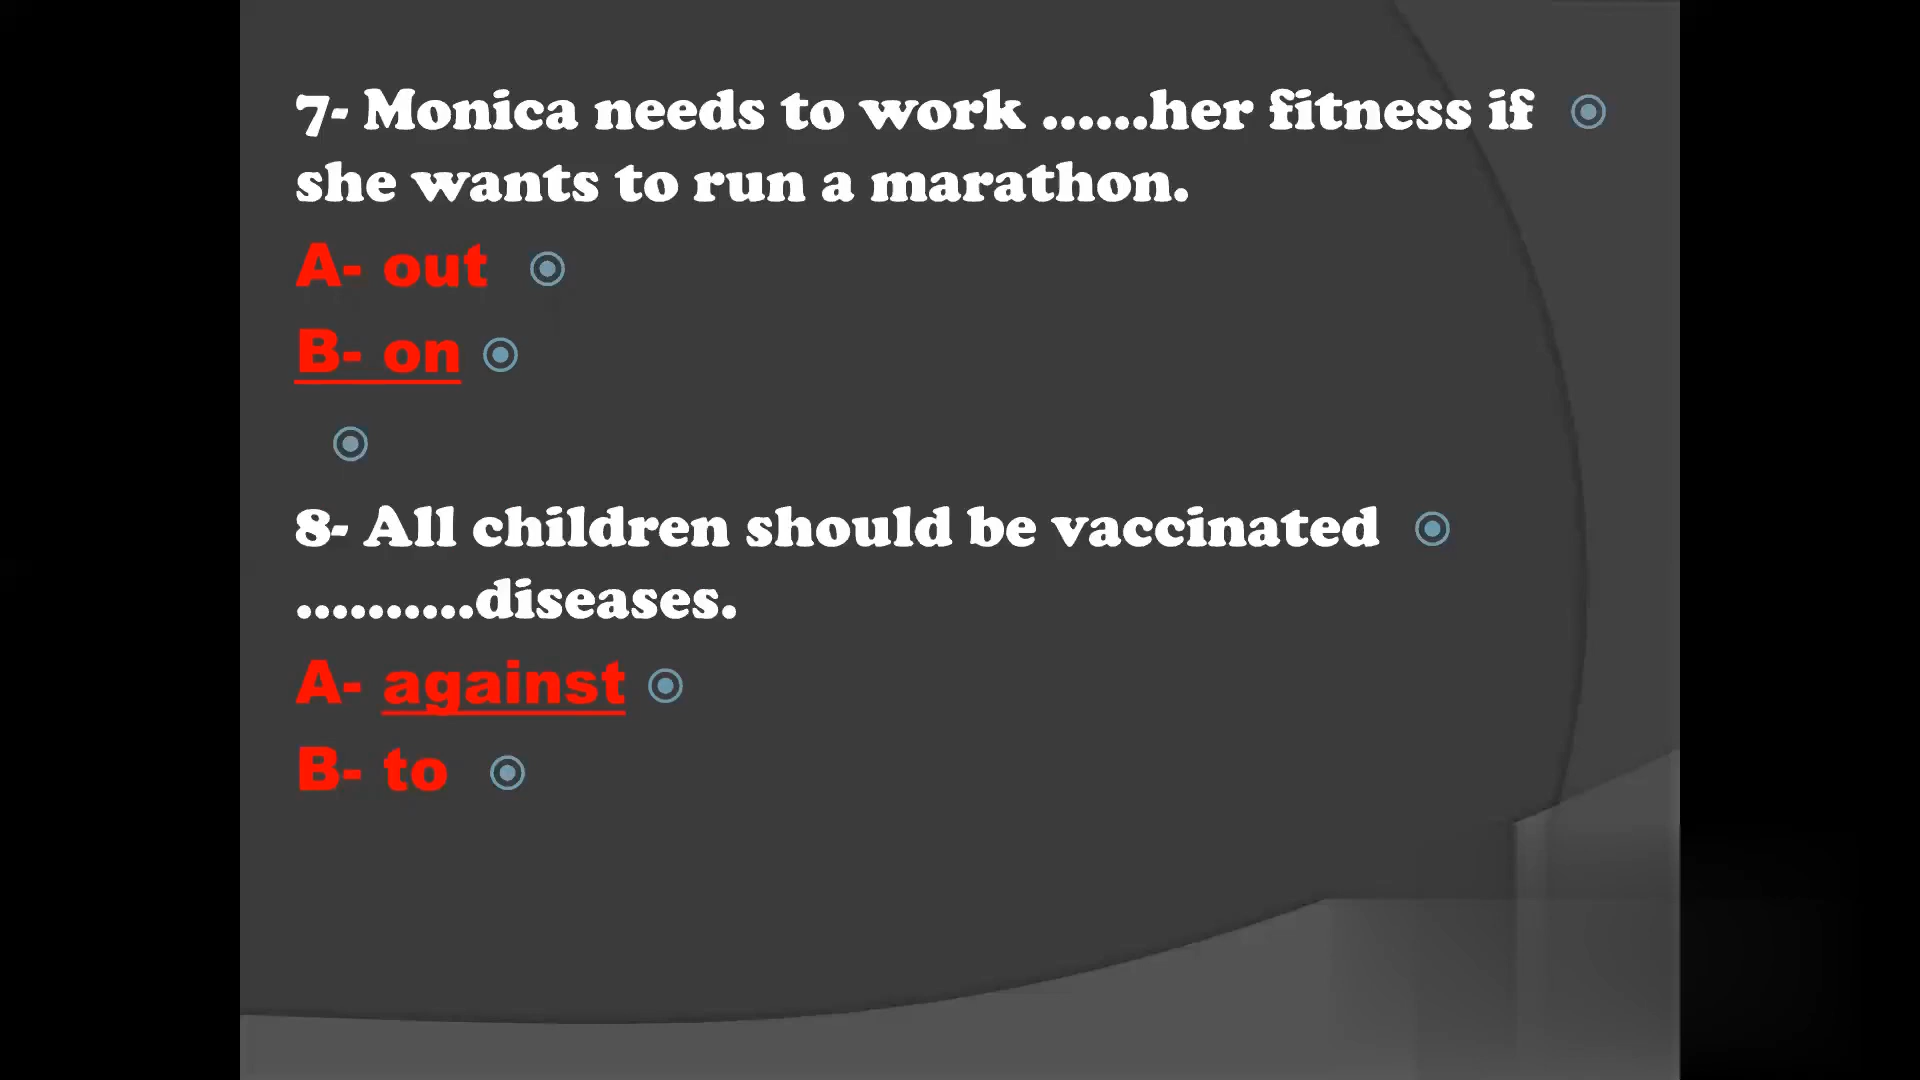 7- Monica needs to work ......her fitness if
she wants to run a marathon.
A- out
B- on
8- All children should be vaccinated
..........diseases.
A- against
B- to